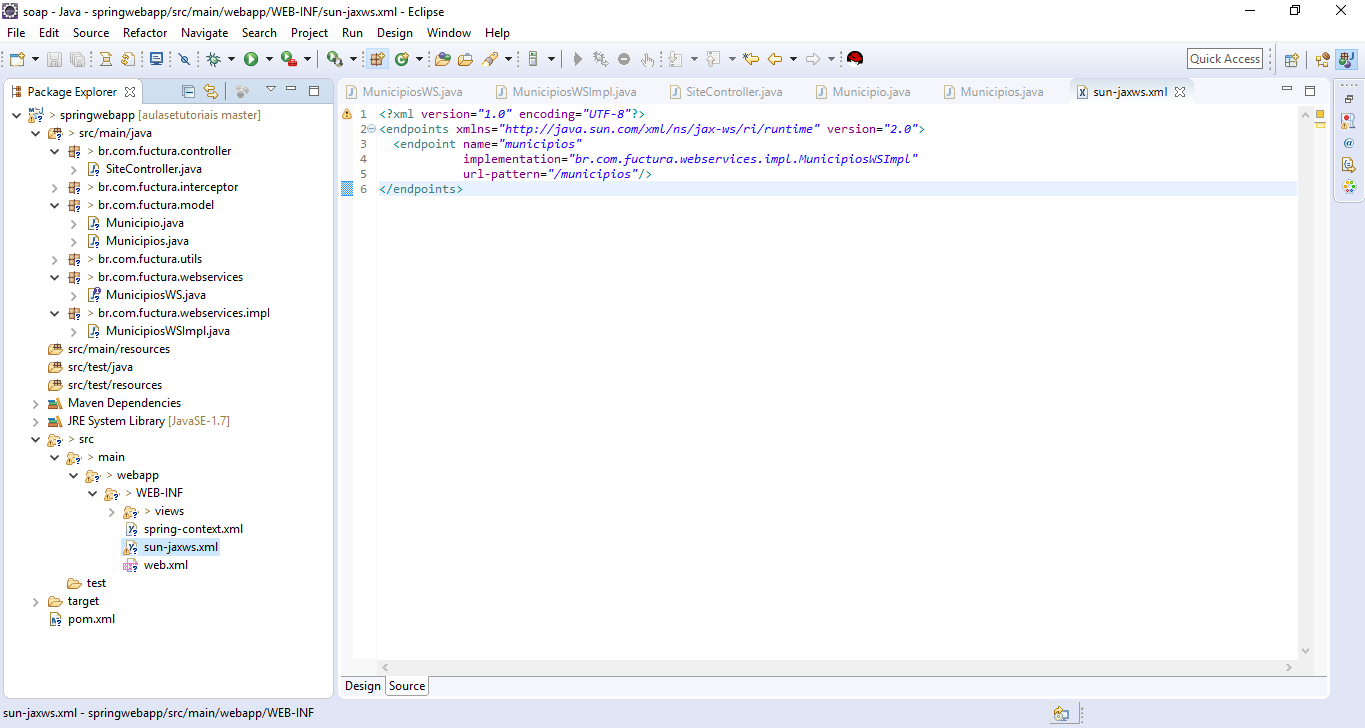 soap - Java - springwebapp/src/main/webapp/WEB-INF/sun-jaxws.xml - Eclipse
File Edit Source Refactor Navigate Search Project Run Design Window Help
Quick Access
Package Explorer
MunicipiosWS.java MunicipiosWSImpl.java SiteController.java Municipio.java Municipios.java sun-jaxws.xml
> springwebapp [aulasetutoriais master]
> src/main/java
> br.com.fuctura.controller
SiteController.java
> br.com.fuctura.interceptor
> br.com.fuctura.model
Municipio.java
Municipios.java
> br.com.fuctura.utils
> br.com.fuctura.webservices
MunicipiosWS.java
> br.com.fuctura.webservices.impl
MunicipiosWSImpl.java
src/main/resources
src/test/java
src/test/resources
Maven Dependencies
JRE System Library [JavaSE-1.7]
> src
> main
> webapp
> WEB-INF
> views
spring-context.xml
sun-jaxws.xml
web.xml
test
target
pom.xml
1 <?xml version="1.0" encoding="UTF-8"?>
2 <endpoints xmlns="http://java.sun.com/xml/ns/jax-ws/ri/runtime" version="2.0">
3 <endpoint name="municipios"
4 implementation="br.com.fuctura.webservices.impl.MunicipiosWSImpl"
5 url-pattern="/municipios"/>
6 </endpoints>
Design Source
sun-jaxws.xml - springwebapp/src/main/webapp/WEB-INF